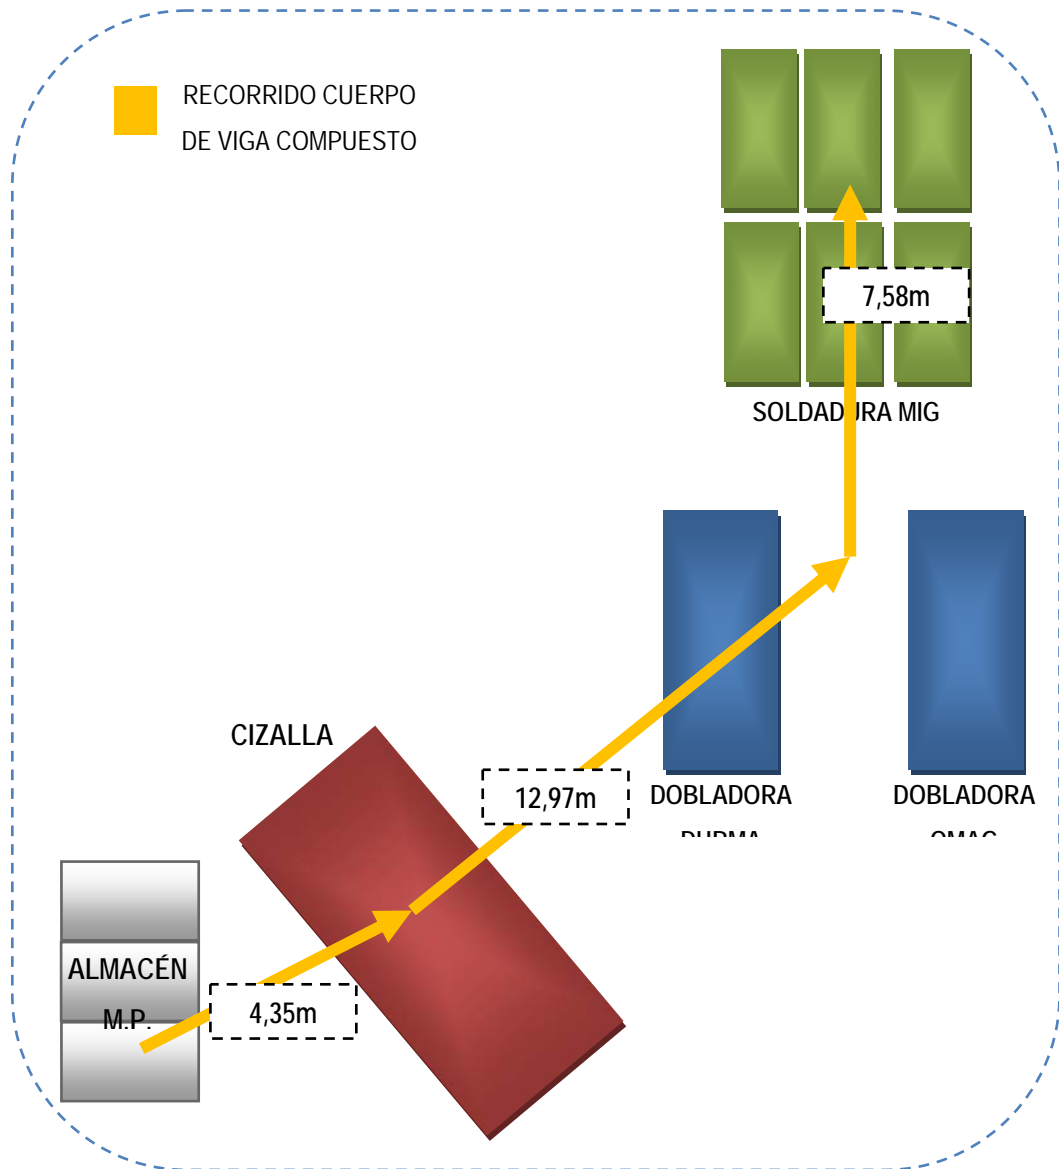 RECORRIDO CUERPO
DE VIGA COMPUESTO
7,58m
SOLDADURA MIG
CIZALLA
12,97m
DOBLADORA
DOBLADORA
ALMACÉN
M.P.
4,35m